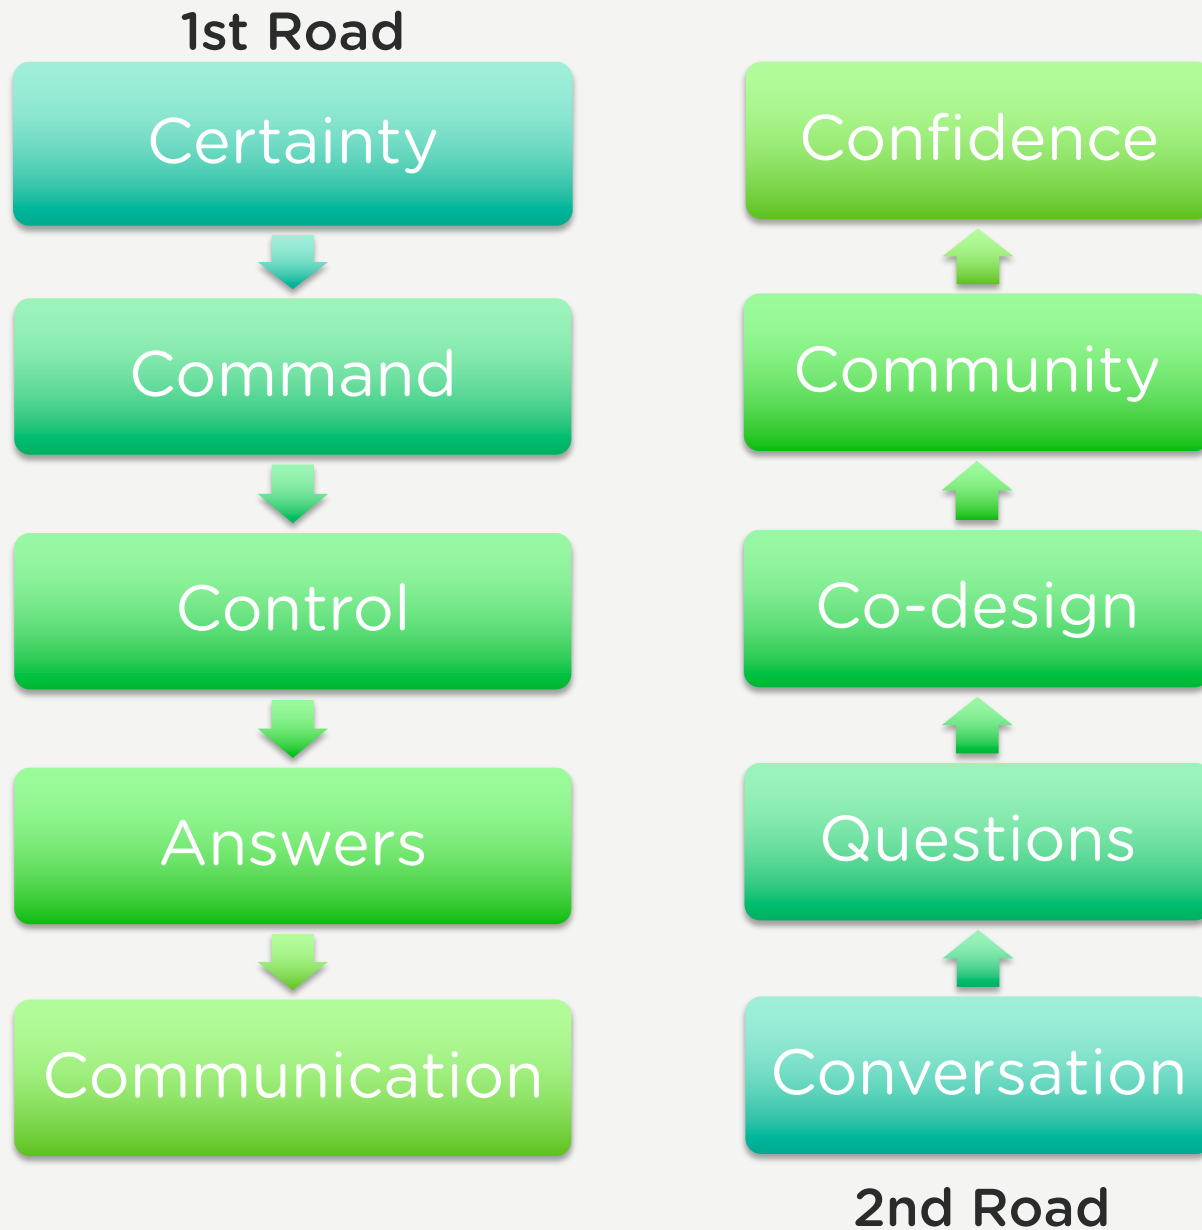 1st Road
Certainty
Command
Control
Answers
Communication
Confidence
Community
Co-design
Questions
Conversation
2nd Road